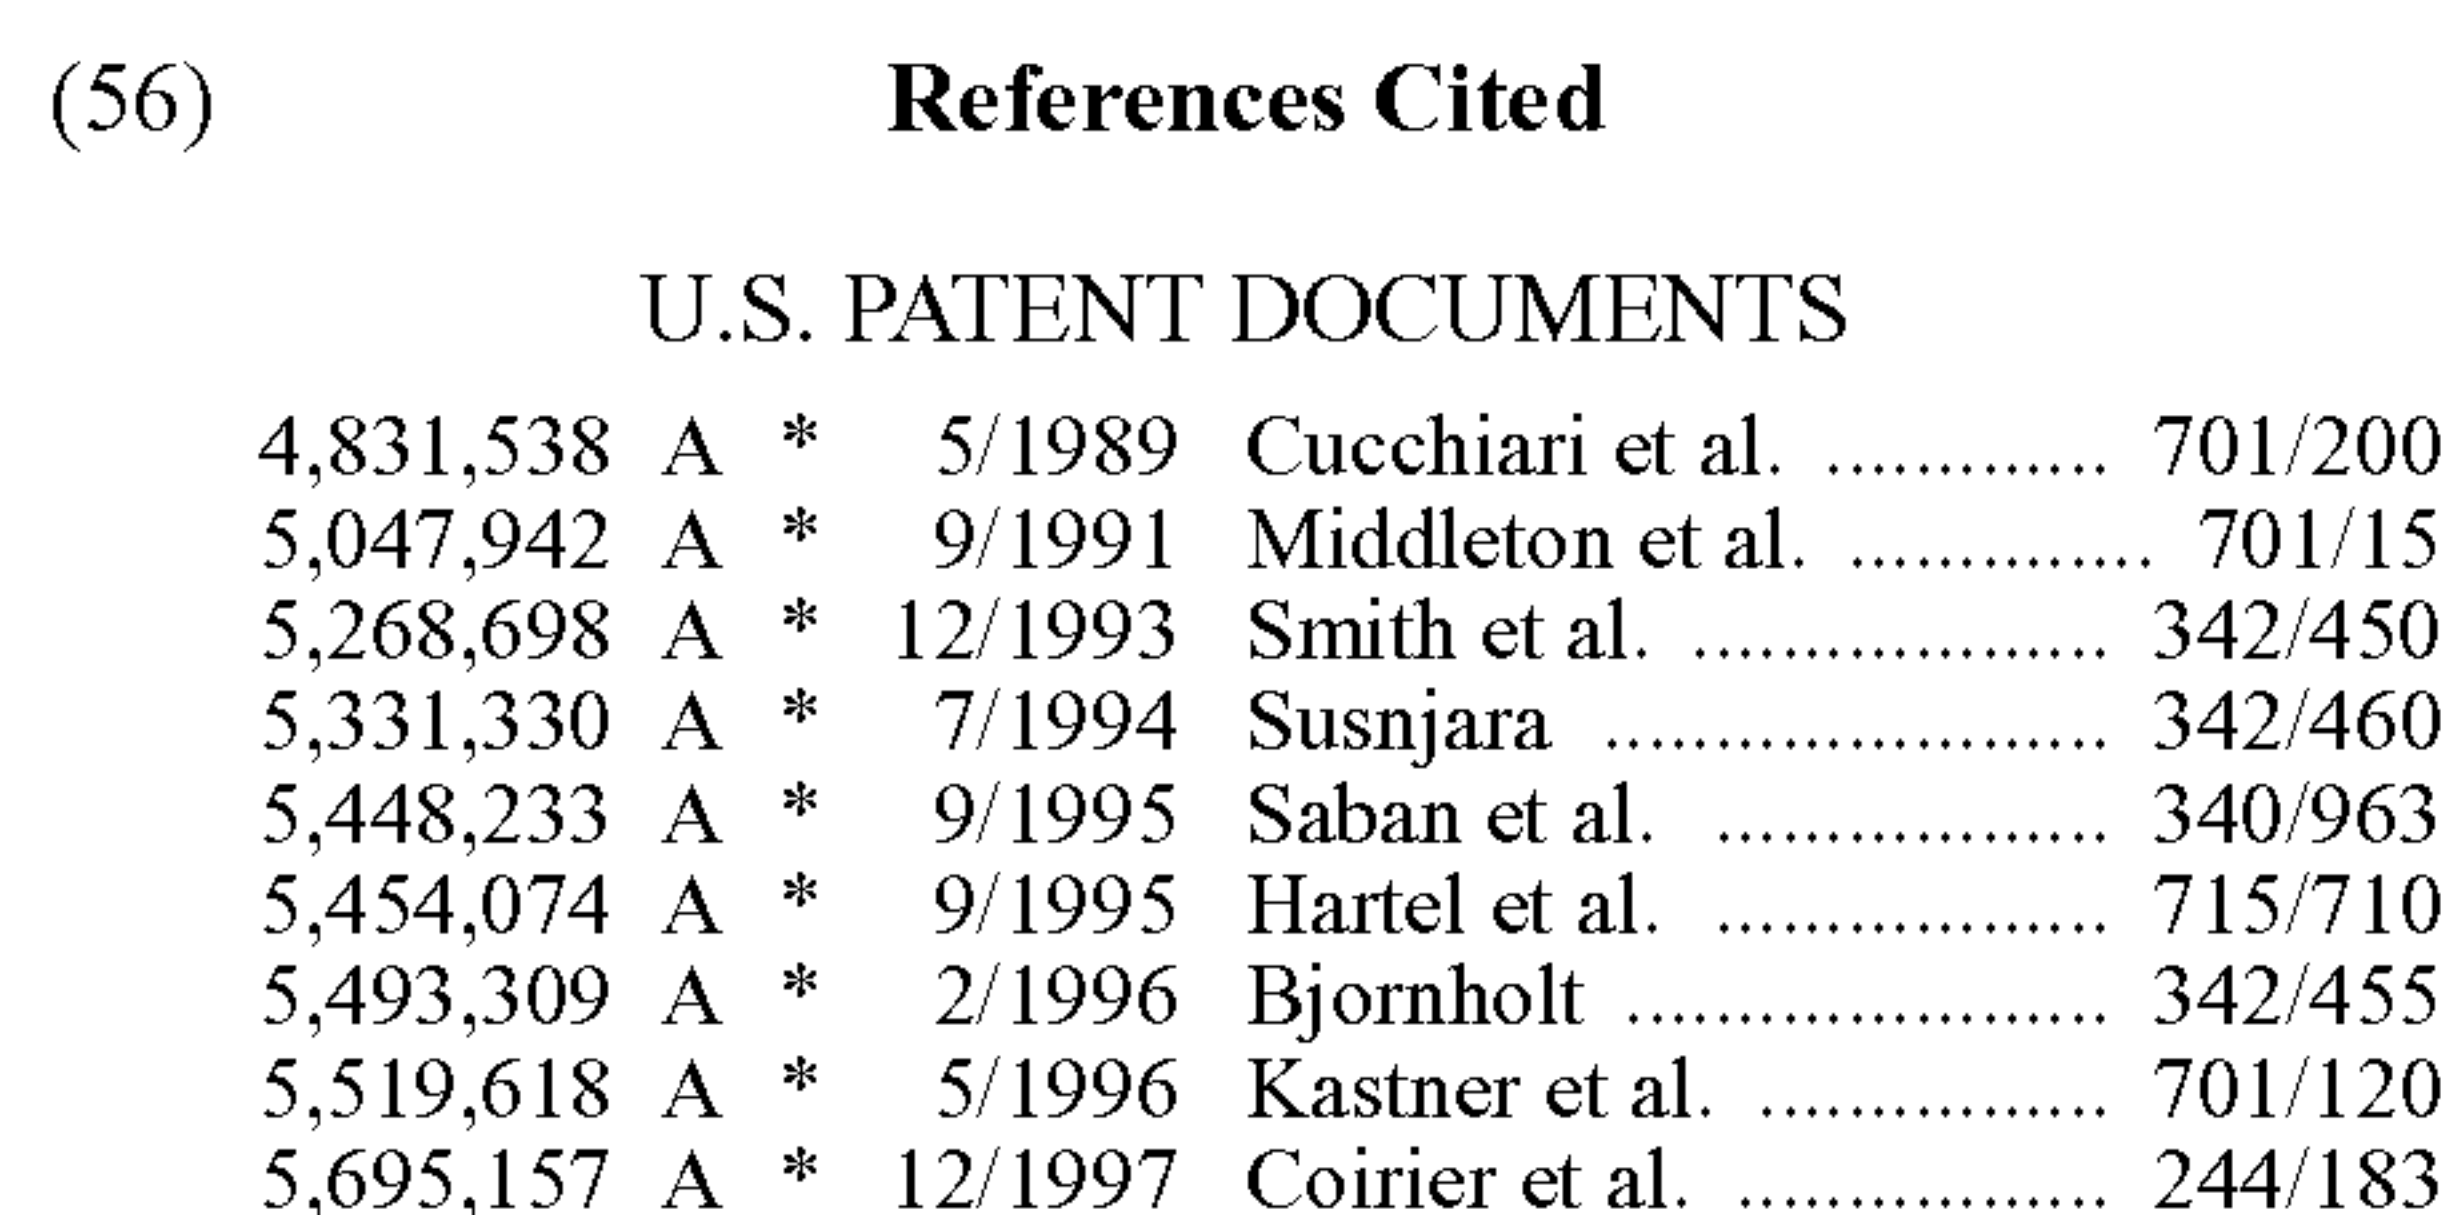 (56) References Cited
U.S. PATENT DOCUMENTS
4,831,538 A * 5/1989 Cucchiari et al. ............. 701/200
5,047,942 A * 9/1991 Middleton et al. .............. 701/15
5,268,698 A * 12/1993 Smith et al. ................... 342/450
5,331,330 A * 7/1994 Susnjara ....................... 342/460
5,448,233 A * 9/1995 Saban et al. .................. 340/963
5,454,074 A * 9/1995 Hartel et al. .................. 715/710
5,493,309 A * 2/1996 Bjornholt ...................... 342/455
5,519,618 A * 5/1996 Kastner et al. ................ 701/120
5,695,157 A * 12/1997 Coirier et al. ................. 244/183